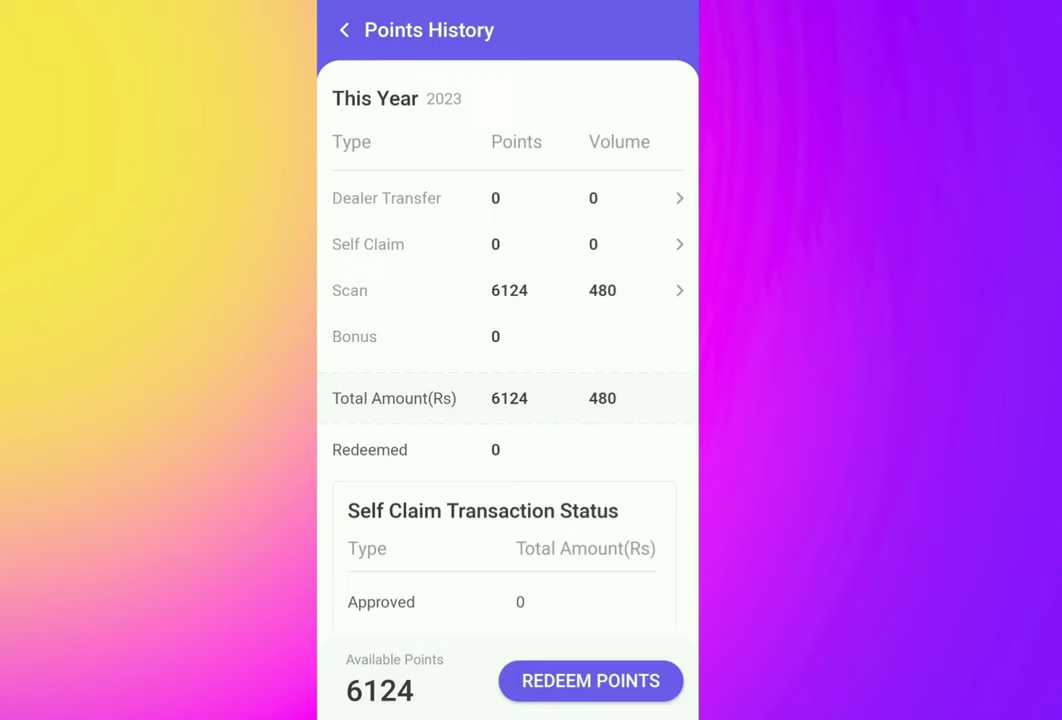 Points History
This Year 2023
Type Points Volume
Dealer Transfer 0 0
Self Claim 0 0
Scan 6124 480
Bonus 0
Total Amount(Rs) 6124 480
Redeemed 0
Self Claim Transaction Status
Type Total Amount(Rs)
Approved 0
Available Points
6124
REDEEM POINTS